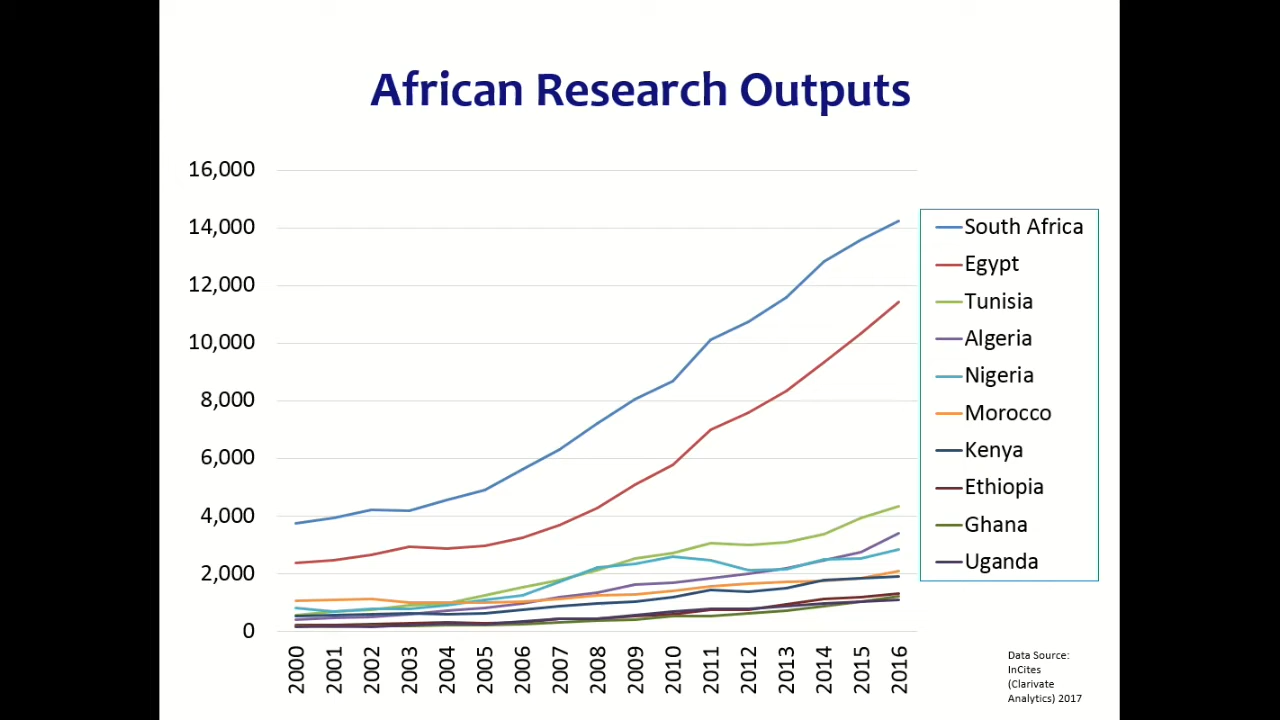 African Research Outputs
16,000
14,000
12,000
10,000
8,000
6,000
4,000
2,000
0
2000
2001
2002
2003
2004
2005
2006
2007
2008
2009
2010
2011
2012
2013
2014
2015
2016
South Africa
Egypt
Tunisia
Algeria
Nigeria
Morocco
Kenya
Ethiopia
Ghana
Uganda
Data Source:
InCites
(Clarivate
Analytics) 2017